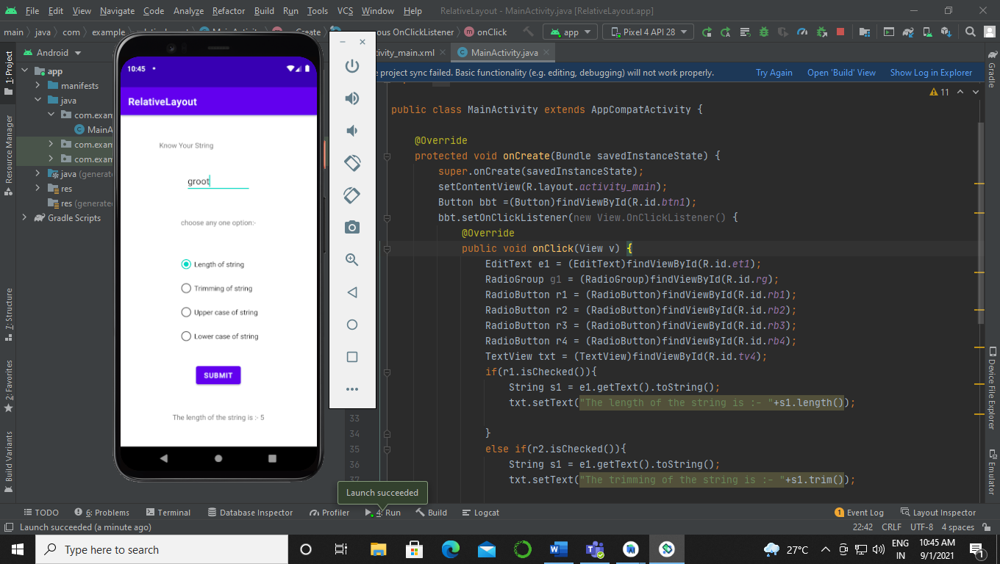 File Edit View Navigate Code Analyze Refactor Build Run Tools VCS Window Help RelativeLayout - MainActivity.java [RelativeLayout.app]
main java com example MainActivity Create OnClickListener onClick app Pixel 4 API 28
Android
tivity_main.xml MainActivity.java
e project sync failed. Basic functionality (e.g. editing, debugging) will not work properly. Try Again Open 'Build' View Show Log in Explorer
1: Project
Resource Manager
7: Structure
2: Favorites
Build Variants
app
manifests
java
com.exam
MainA
com.exam
com.exam
java (generate
res
res (generated
Gradle Scripts
10:45
RelativeLayout
Know Your String
groot
choose any one option:-
Length of string
Trimming of string
Upper case of string
Lower case of string
SUBMIT
The length of the string is :- 5
11
public class MainActivity extends AppCompatActivity {
@Override
protected void onCreate(Bundle savedInstanceState) {
super.onCreate(savedInstanceState);
setContentView(R.layout.activity_main);
Button bbt =(Button)findViewById(R.id.btn1);
bbt.setOnClickListener(new View.OnClickListener() {
@Override
public void onClick(View v) {
EditText e1 = (EditText)findViewById(R.id.et1);
RadioGroup g1 = (RadioGroup)findViewById(R.id.rg);
RadioButton r1 = (RadioButton)findViewById(R.id.rb1);
RadioButton r2 = (RadioButton)findViewById(R.id.rb2);
RadioButton r3 = (RadioButton)findViewById(R.id.rb3);
RadioButton r4 = (RadioButton)findViewById(R.id.rb4);
TextView txt = (TextView)findViewById(R.id.tv4);
if(r1.isChecked()){
String s1 = e1.getText().toString();
txt.setText("The length of the string is :- "+s1.length());
33
34 }
35 else if(r2.isChecked()){
36 String s1 = e1.getText().toString();
37 txt.setText("The trimming of the string is :- "+s1.trim());
Gradle
Device File Explorer
Emulator
Launch succeeded
TODO 6: Problems Terminal Database Inspector Profiler 4: Run Build Logcat 1 Event Log Layout Inspector
Launch succeeded (a minute ago) 22:42 CRLF UTF-8 4 spaces
Type here to search 27°C ENG IN 10:45 AM 9/1/2021 1